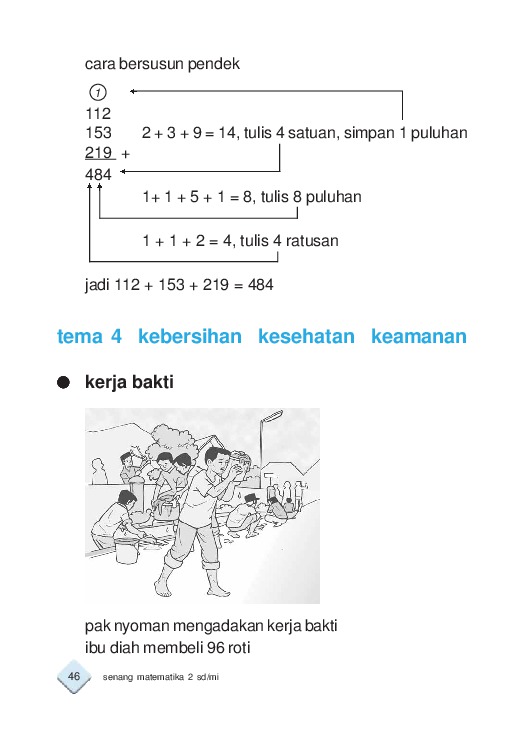 cara bersusun pendek
1
112
153 2 + 3 + 9 = 14, tulis 4 satuan, simpan 1 puluhan
219 +
484
1+ 1 + 5 + 1 = 8, tulis 8 puluhan
1 + 1 + 2 = 4, tulis 4 ratusan
jadi 112 + 153 + 219 = 484
tema 4 kebersihan kesehatan keamanan
● kerja bakti
pak nyoman mengadakan kerja bakti
ibu diah membeli 96 roti
46 senang matematika 2 sd/mi